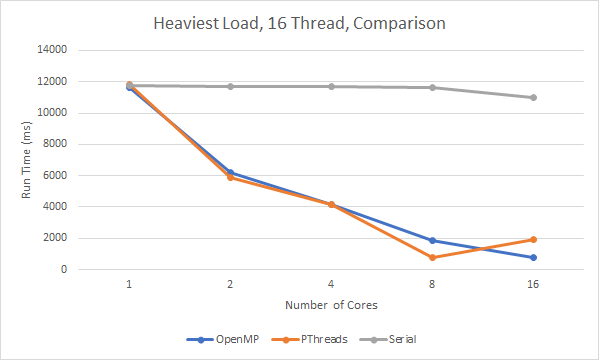 Heaviest Load, 16 Thread, Comparison
14000
12000
10000
8000
6000
4000
2000
0
Run Time (ms)
1 2 4 8 16
Number of Cores
OpenMP PThreads Serial